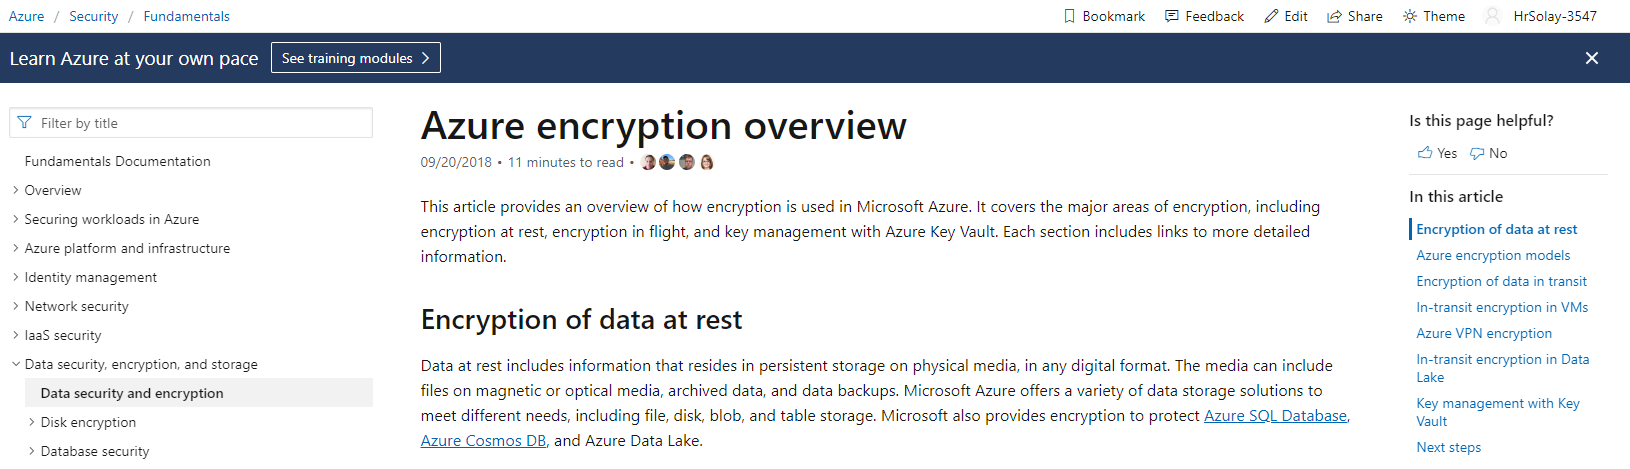 Azure / Security / Fundamentals
Bookmark Feedback Edit Share Theme HrSolay-3547
Learn Azure at your own pace See training modules
Filter by title
Fundamentals Documentation
Overview
Securing workloads in Azure
Azure platform and infrastructure
Identity management
Network security
IaaS security
Data security, encryption, and storage
Data security and encryption
Disk encryption
Database security
Azure encryption overview
09/20/2018 • 11 minutes to read •
This article provides an overview of how encryption is used in Microsoft Azure. It covers the major areas of encryption, including
encryption at rest, encryption in flight, and key management with Azure Key Vault. Each section includes links to more detailed
information.
Encryption of data at rest
Data at rest includes information that resides in persistent storage on physical media, in any digital format. The media can include
files on magnetic or optical media, archived data, and data backups. Microsoft Azure offers a variety of data storage solutions to
meet different needs, including file, disk, blob, and table storage. Microsoft also provides encryption to protect Azure SQL Database,
Azure Cosmos DB, and Azure Data Lake.
Is this page helpful?
Yes No
In this article
Encryption of data at rest
Azure encryption models
Encryption of data in transit
In-transit encryption in VMs
Azure VPN encryption
In-transit encryption in Data
Lake
Key management with Key
Vault
Next steps